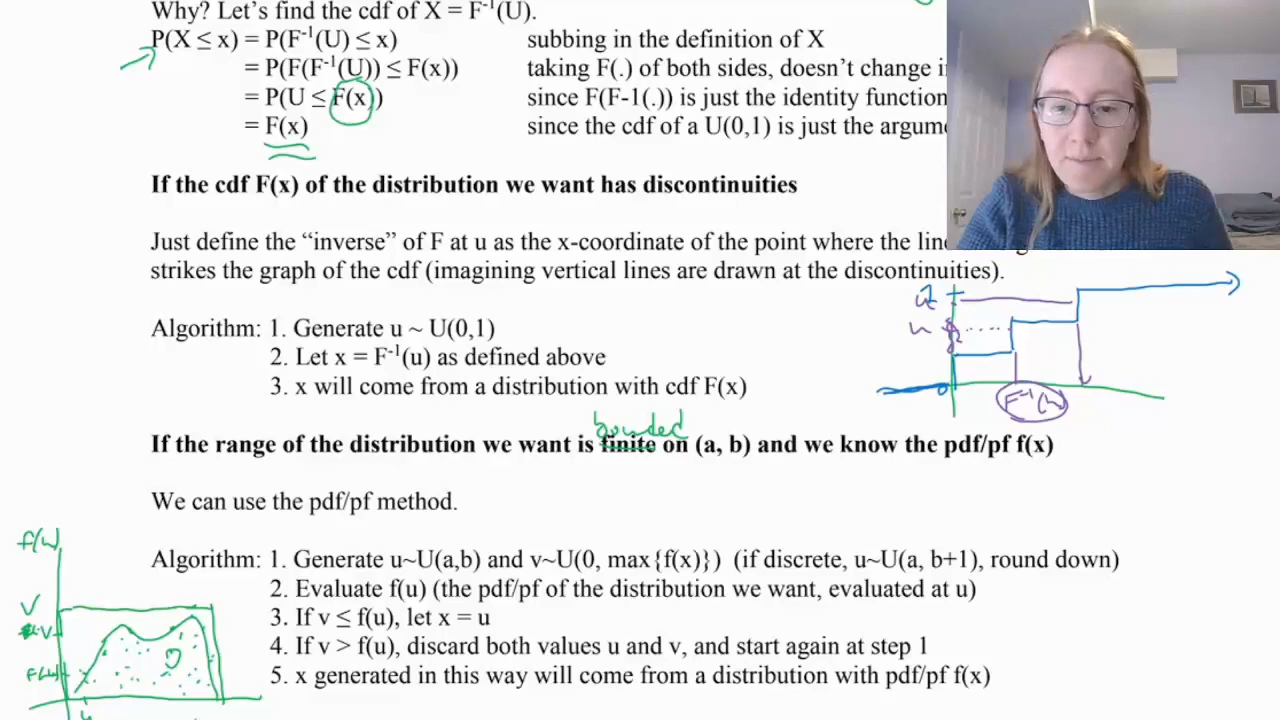 Why? Let's find the cdf of X = F⁻¹(U).
P(X ≤ x) = P(F⁻¹(U) ≤ x) subbing in the definition of X
= P(F(F⁻¹(U)) ≤ F(x)) taking F(.) of both sides, doesn't change
= P(U ≤ F(x)) since F(F-1(.)) is just the identity function
= F(x) since the cdf of a U(0,1) is just the
If the cdf F(x) of the distribution we want has discontinuities
Just define the “inverse” of F at u as the x-coordinate of the point where the
strikes the graph of the cdf (imagining vertical lines are drawn at the discontinuities).
Algorithm: 1. Generate u ~ U(0,1)
2. Let x = F⁻¹(u) as defined above
3. x will come from a distribution with cdf F(x)
u
u
0
F⁻¹(u)
bounded
If the range of the distribution we want is finite on (a, b) and we know the pdf/pf f(x)
We can use the pdf/pf method.
Algorithm: 1. Generate u~U(a,b) and v~U(0, max{f(x)}) (if discrete, u~U(a, b+1), round down)
2. Evaluate f(u) (the pdf/pf of the distribution we want, evaluated at u)
3. If v ≤ f(u), let x = u
4. If v > f(u), discard both values u and v, and start again at step 1
5. x generated in this way will come from a distribution with pdf/pf f(x)
f(u)
V
V
f(u)
u